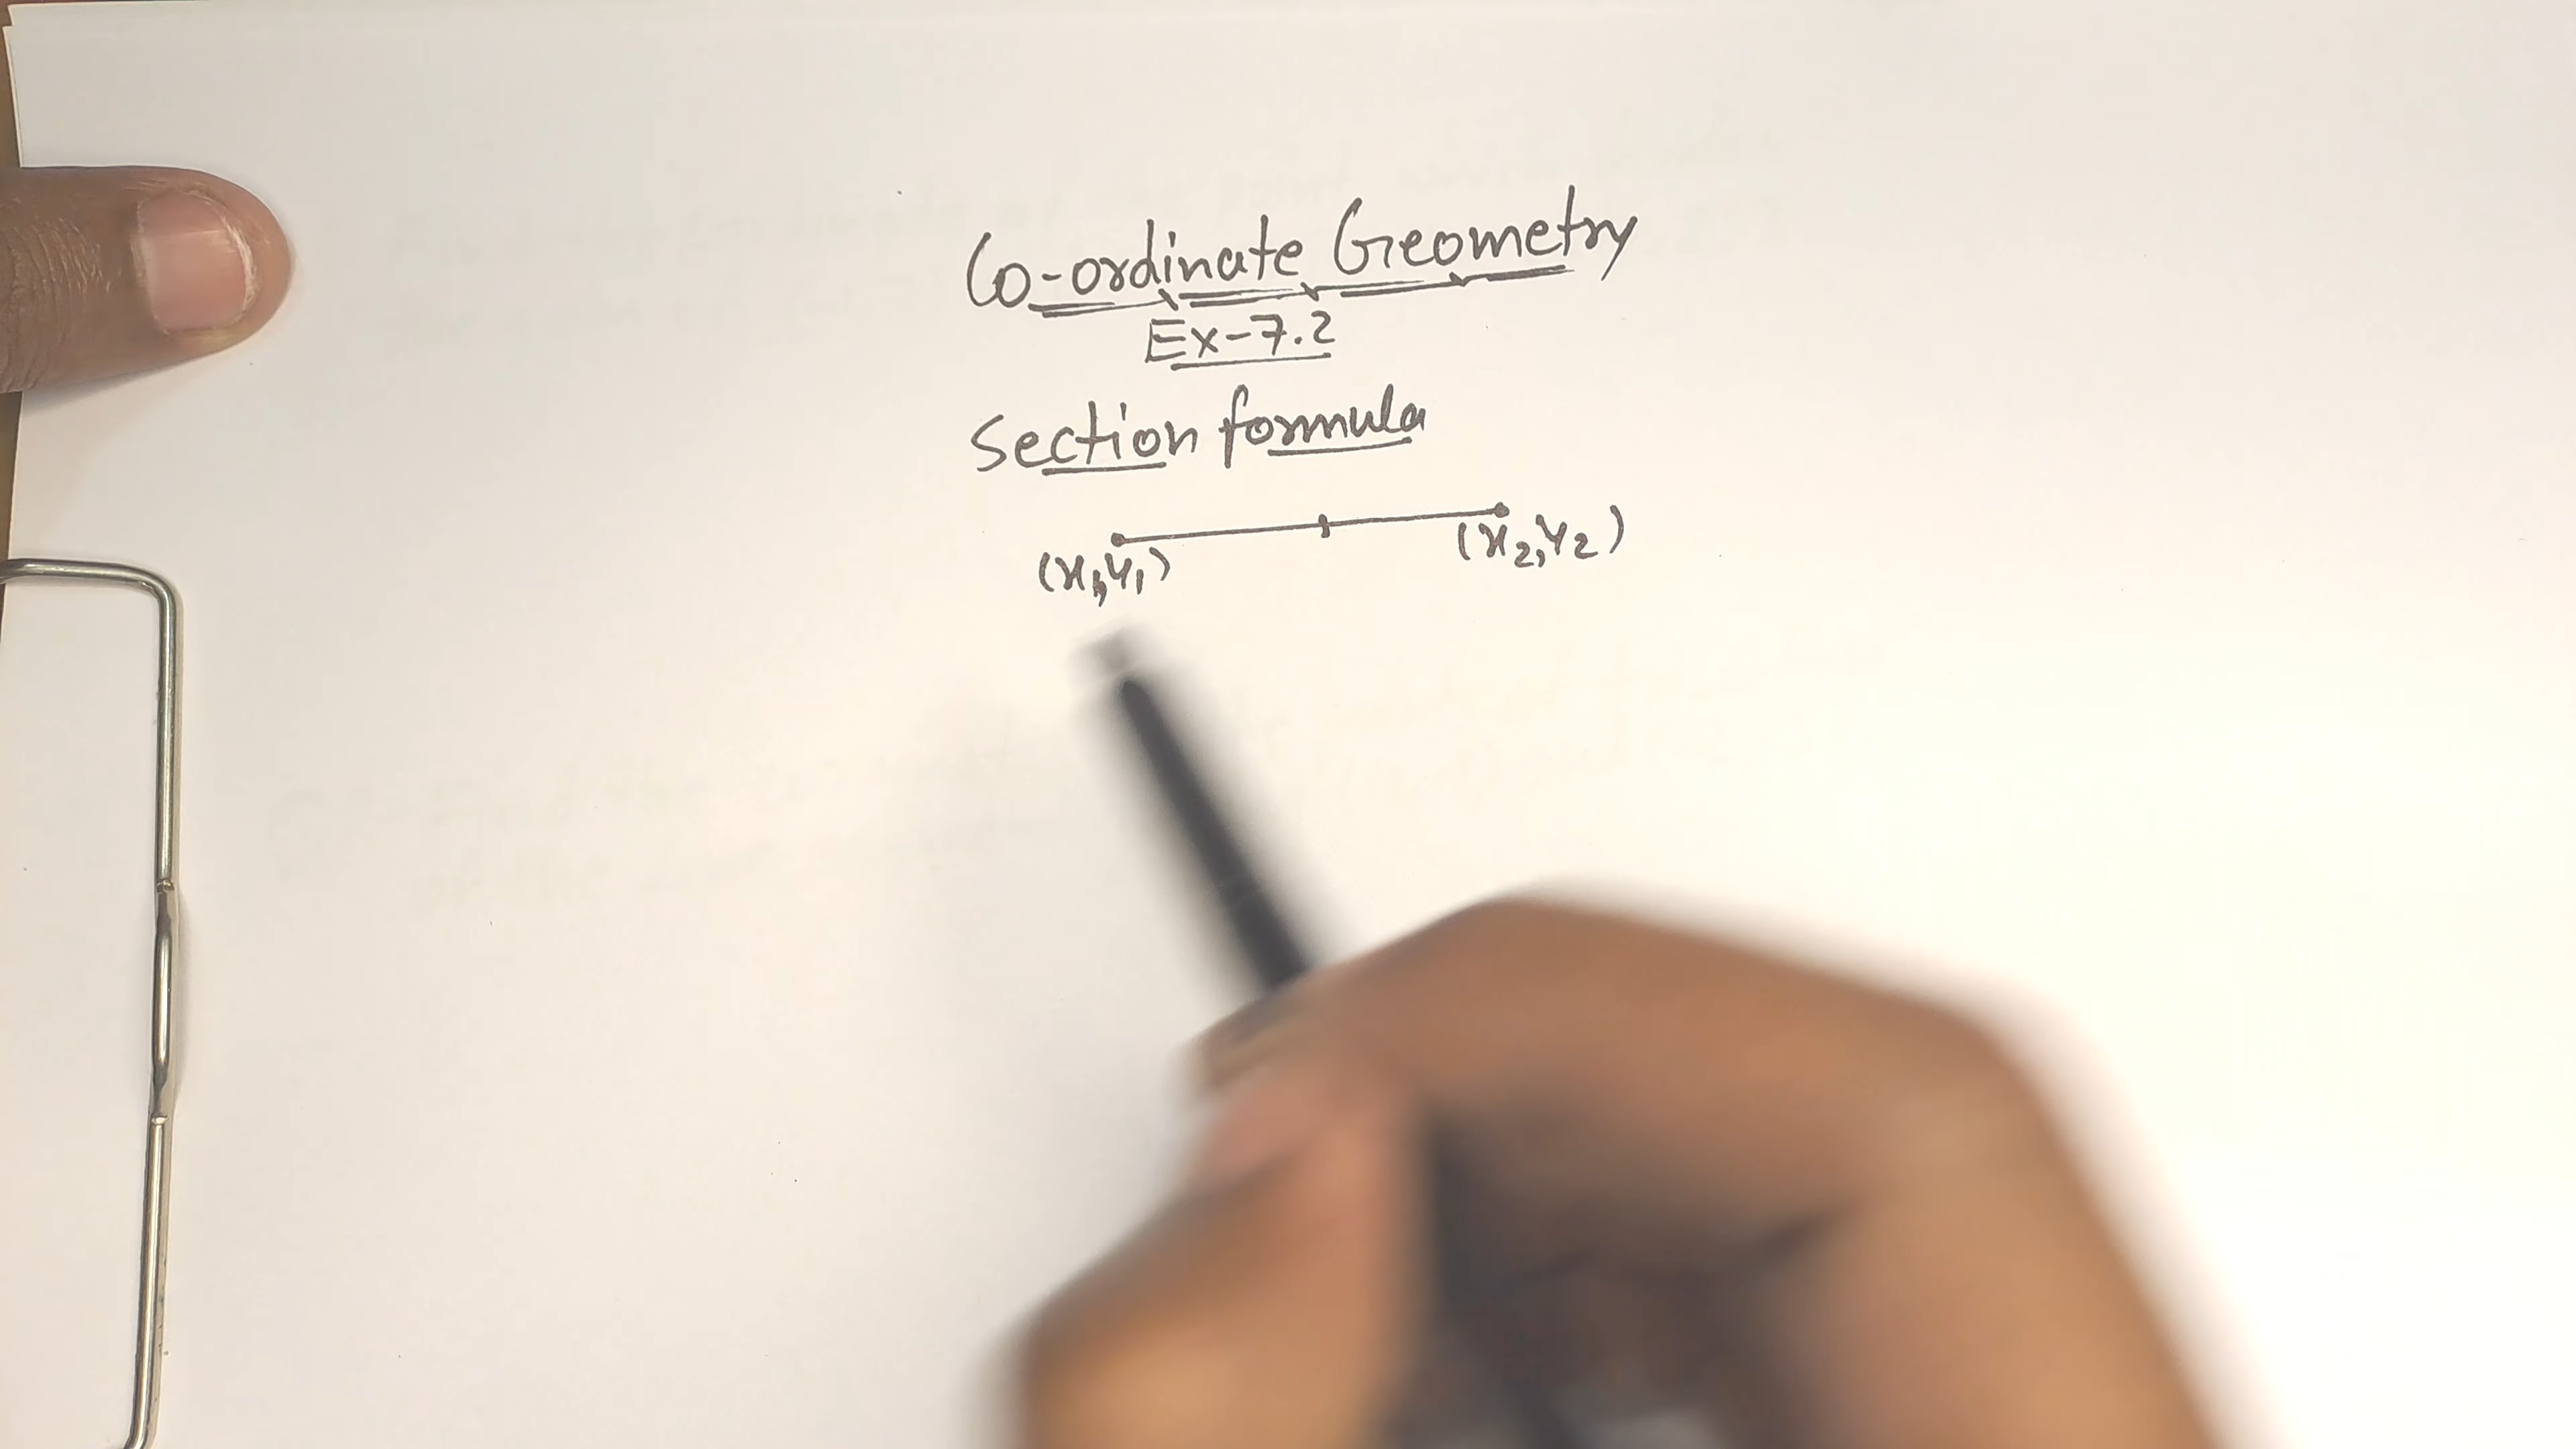 Co-ordinate Geometry
Ex-7.2
Section formula
(x₁,y₁) (x₂,y₂)